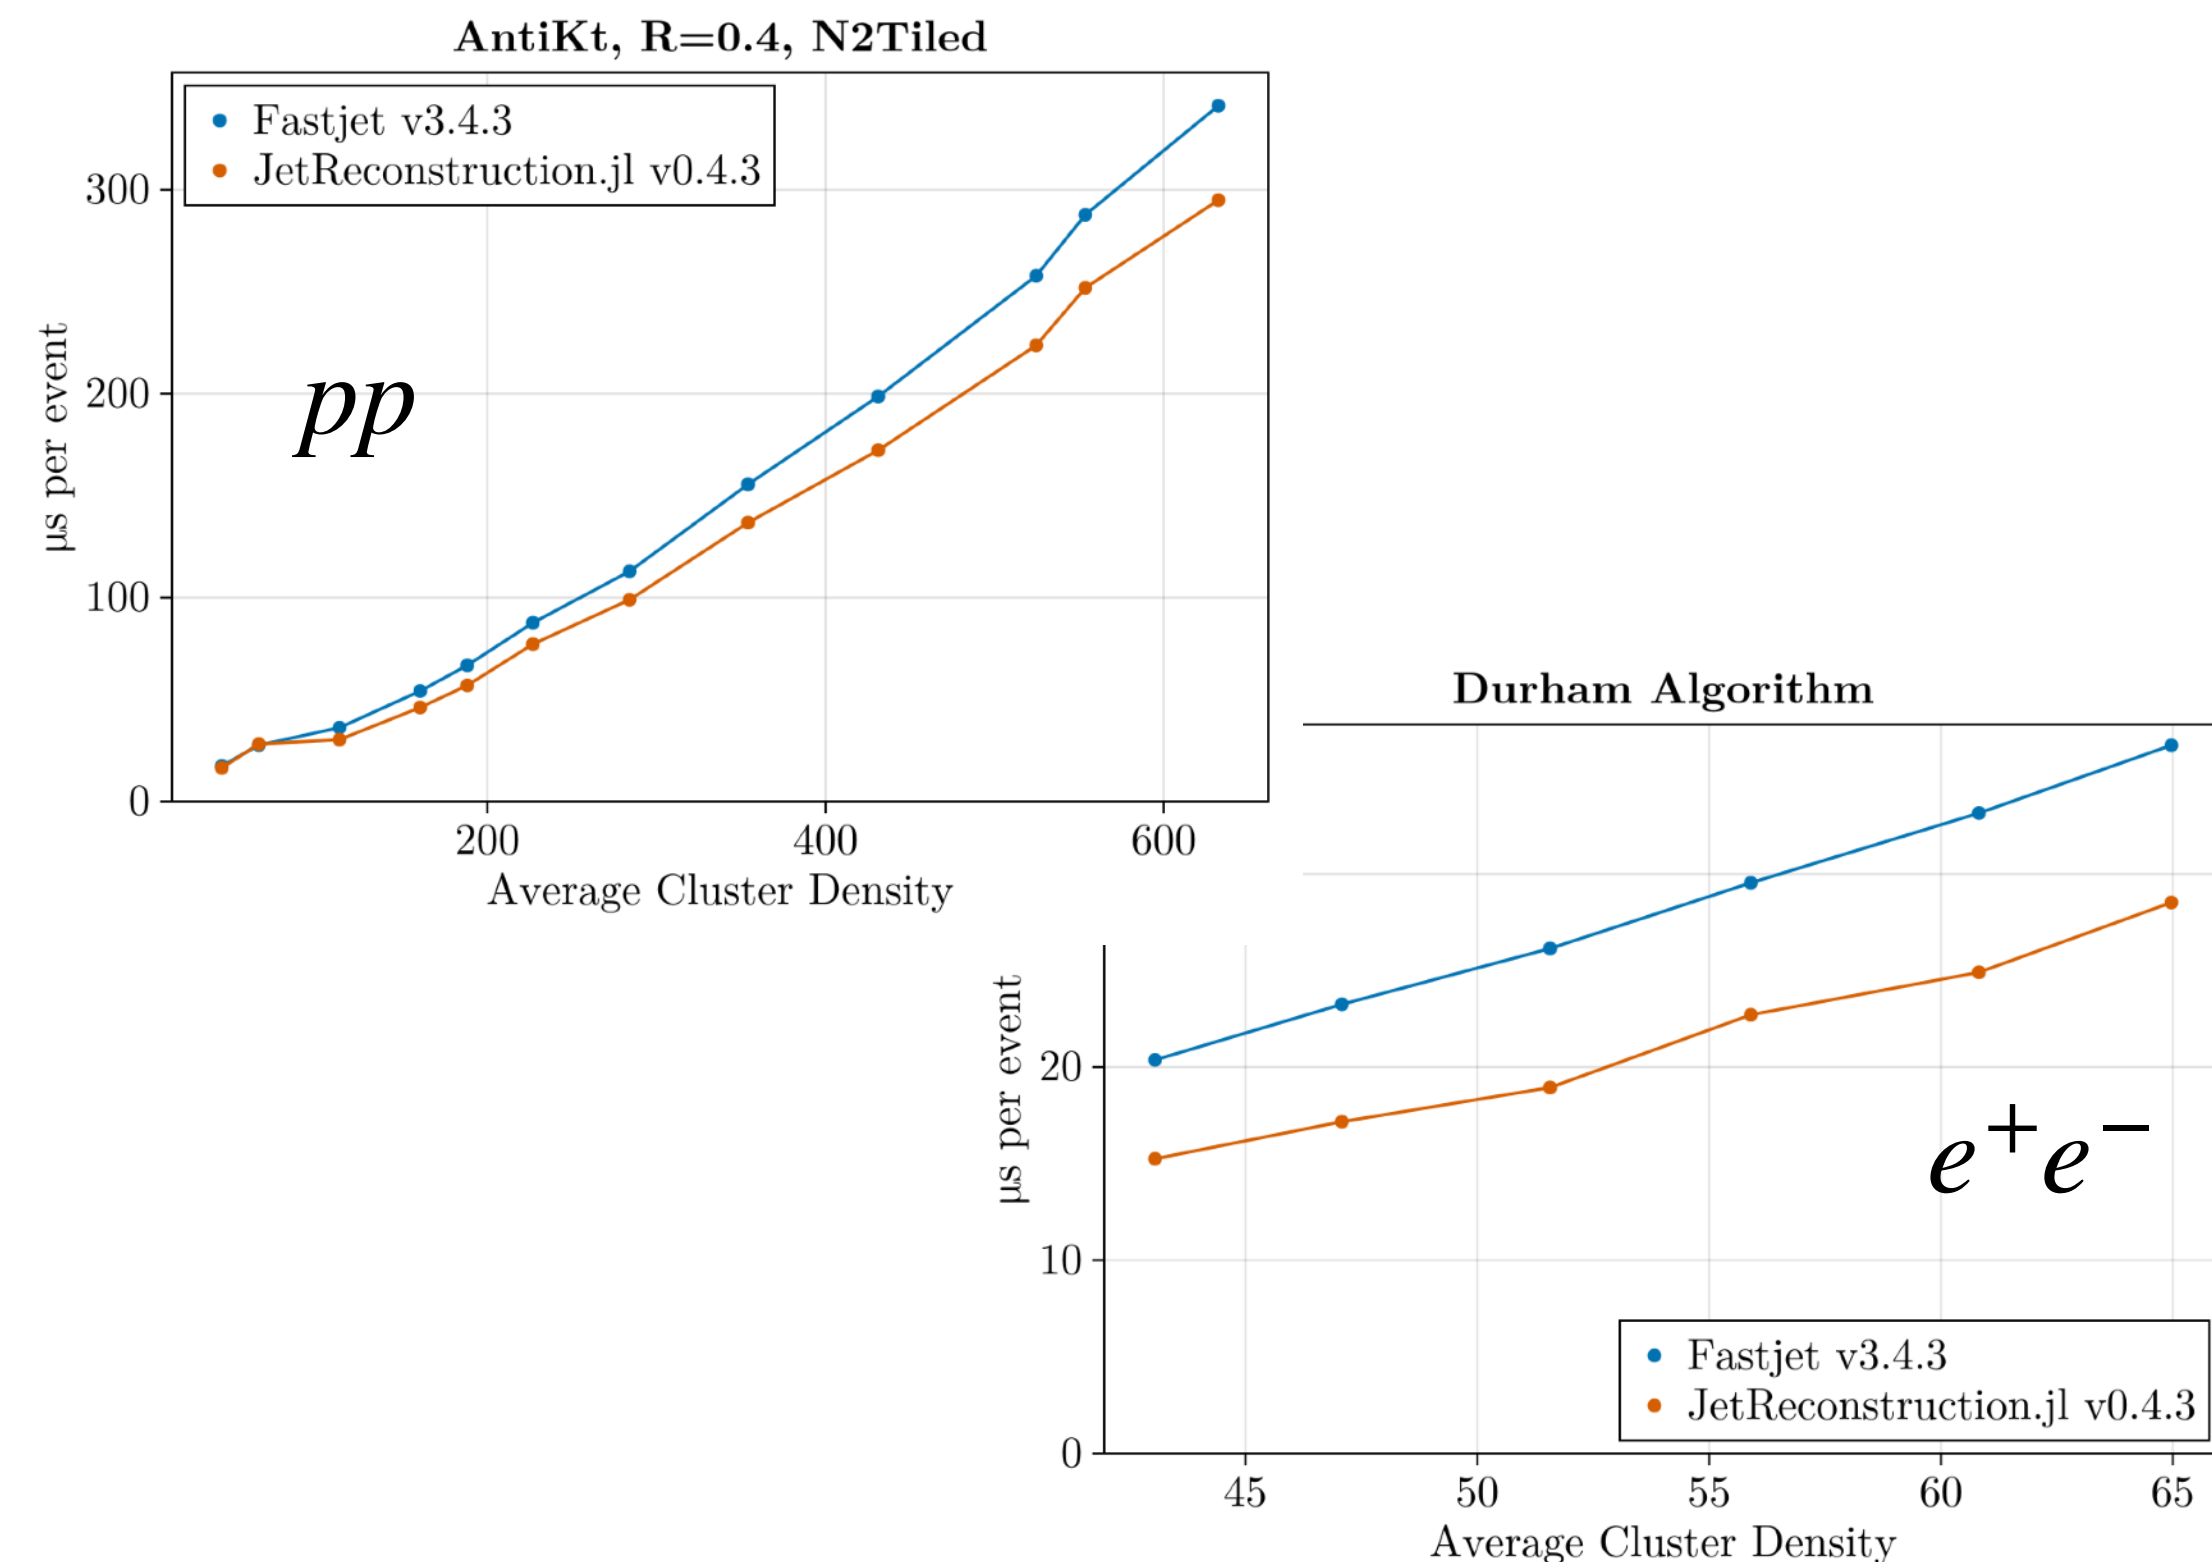 AntiKt, R=0.4, N2Tiled
Fastjet v3.4.3
JetReconstruction.jl v0.4.3
300
200
100
0
µs per event
pp
200 400 600
Average Cluster Density
Durham Algorithm
µs per event
20
10
0
e⁺e⁻
Fastjet v3.4.3
JetReconstruction.jl v0.4.3
45 50 55 60 65
Average Cluster Density